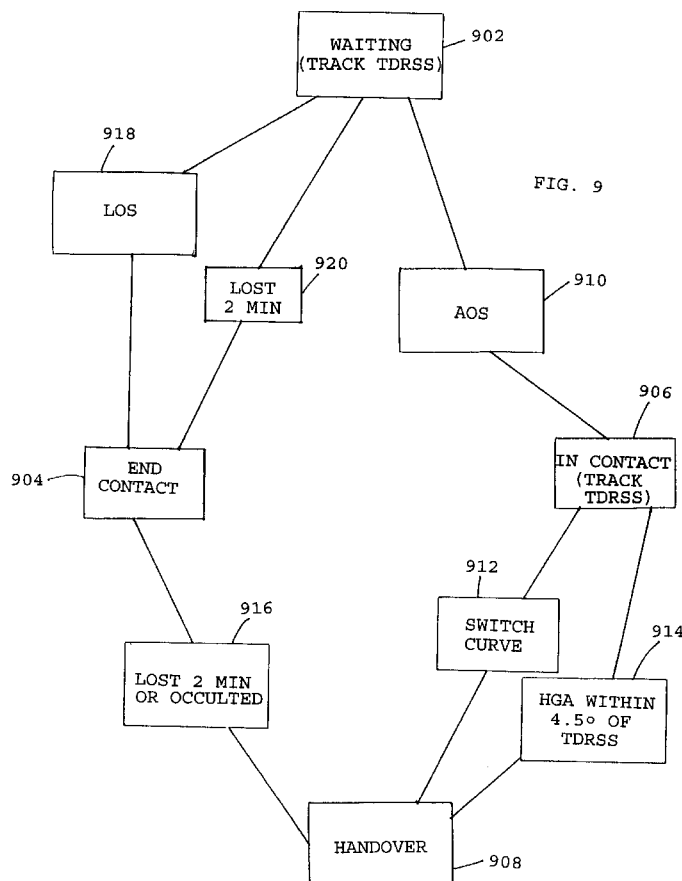 902
WAITING
(TRACK TDRSS)
918
LOS
FIG. 9
920
LOST
2 MIN
910
AOS
906
IN CONTACT
(TRACK
TDRSS)
904
END
CONTACT
912
SWITCH
CURVE
916
LOST 2 MIN
OR OCCULTED
914
HGA WITHIN
4.5° OF
TDRSS
HANDOVER
908